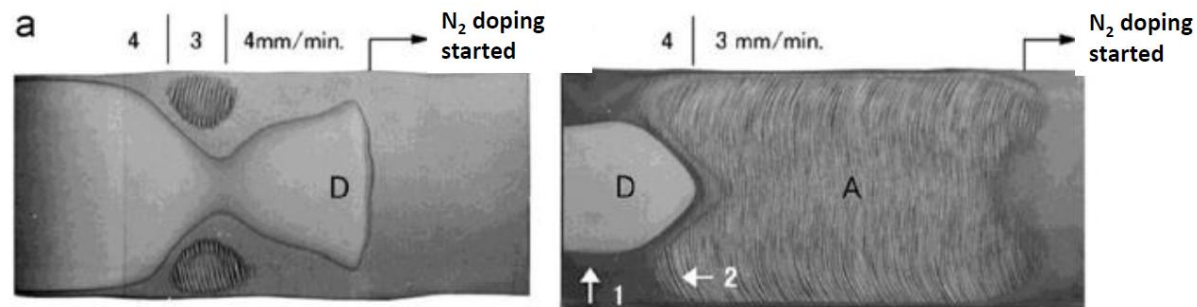 a
4 | 3 | 4mm/min.
N₂ doping
started
D
4 | 3 mm/min.
N₂ doping
started
D
A
1
2